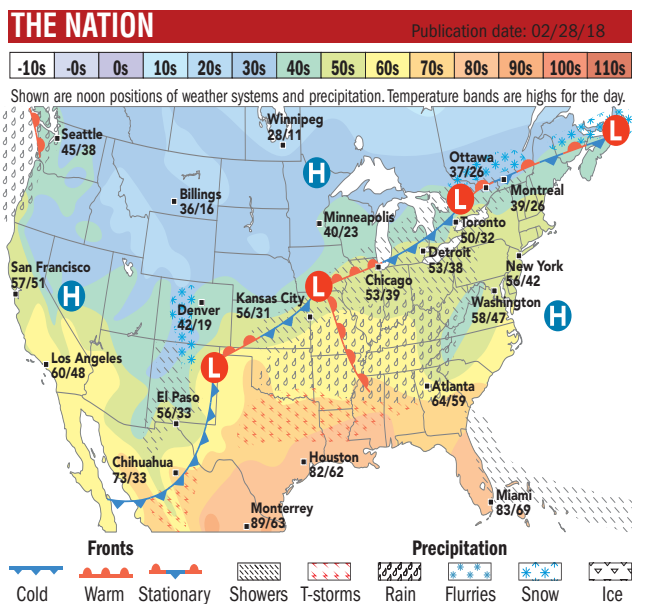 THE NATION
Publication date: 02/28/18
-10s -0s 0s 10s 20s 30s 40s 50s 60s 70s 80s 90s 100s 110s
Shown are noon positions of weather systems and precipitation. Temperature bands are highs for the day.
Winnipeg
28/11
L
Seattle
45/38
Ottawa
37/26
H
Billings
36/16
L
Montreal
39/26
Minneapolis
40/23
Toronto
50/32
Detroit
53/38
San Francisco
57/51
New York
56/42
Chicago
53/39
H
L
Kansas City
56/31
Washington
58/47
Denver
42/19
H
Los Angeles
60/48
L
Atlanta
64/59
El Paso
56/33
Houston
82/62
Chihuahua
73/33
Miami
83/69
Monterrey
89/63
Fronts Precipitation
Cold Warm Stationary Showers T-storms Rain Flurries Snow Ice